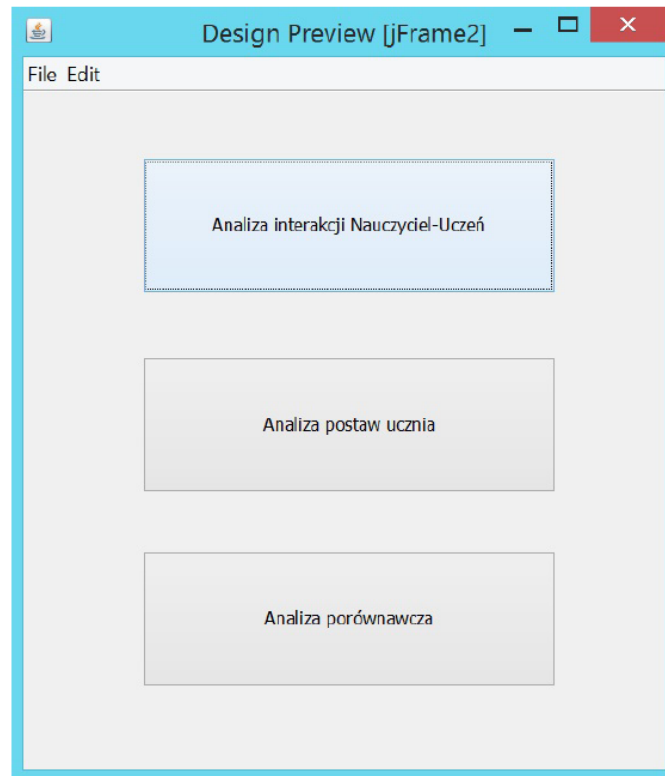 Design Preview [jFrame2]
File Edit
Analiza interakcji Nauczyciel-Uczeń
Analiza postaw ucznia
Analiza porównawcza